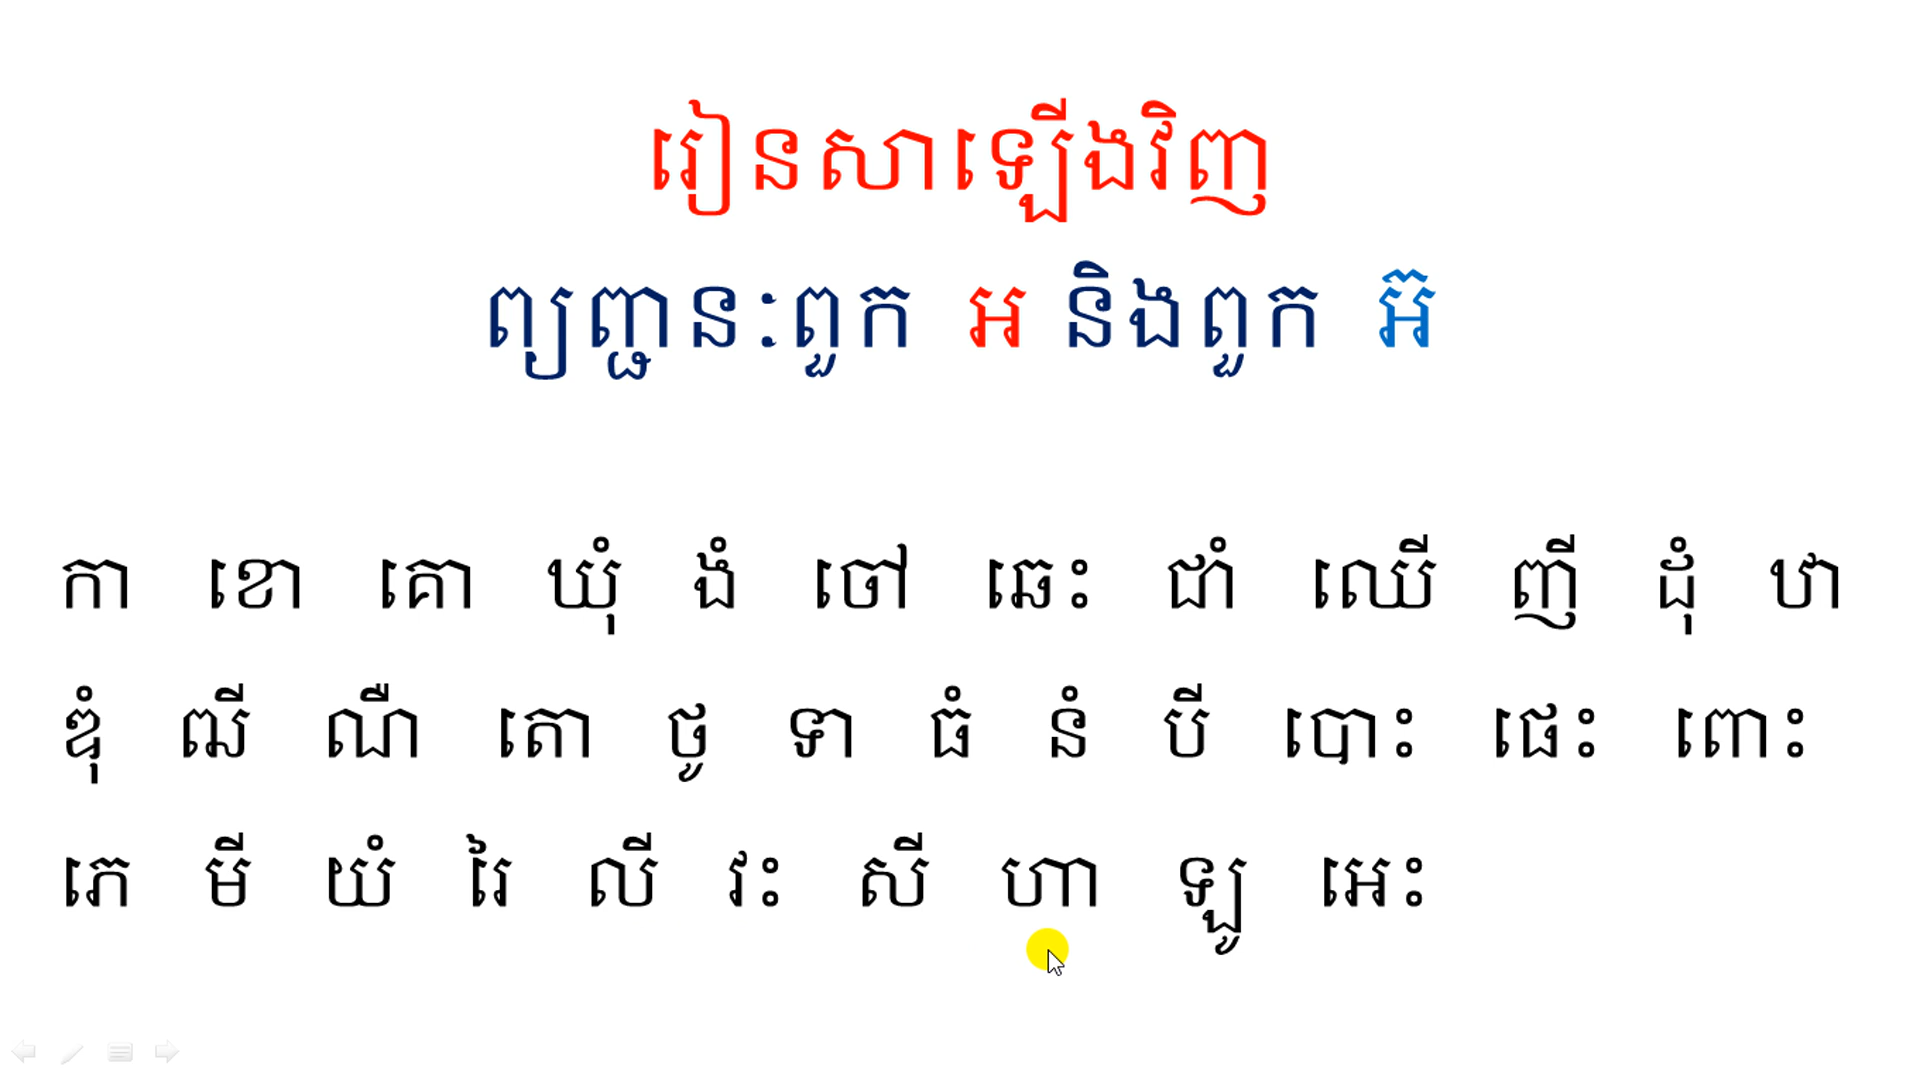 រៀនសាឡើងវិញ
ព្យញ្ជនៈពួក អ និងពួក អ៊
កា ខោ គោ ឃុំ ងំ ចៅ ឆេះ ជាំ ឈើ ញី ដុំ ឋា
ឌុំ ឍើ ណឺ តោ ថូ ទា ធំ នំ បី បោះ ផេះ ពោះ
ភេ មី យំ រៃ លើ វះ សី ហា ឡូ អេះ